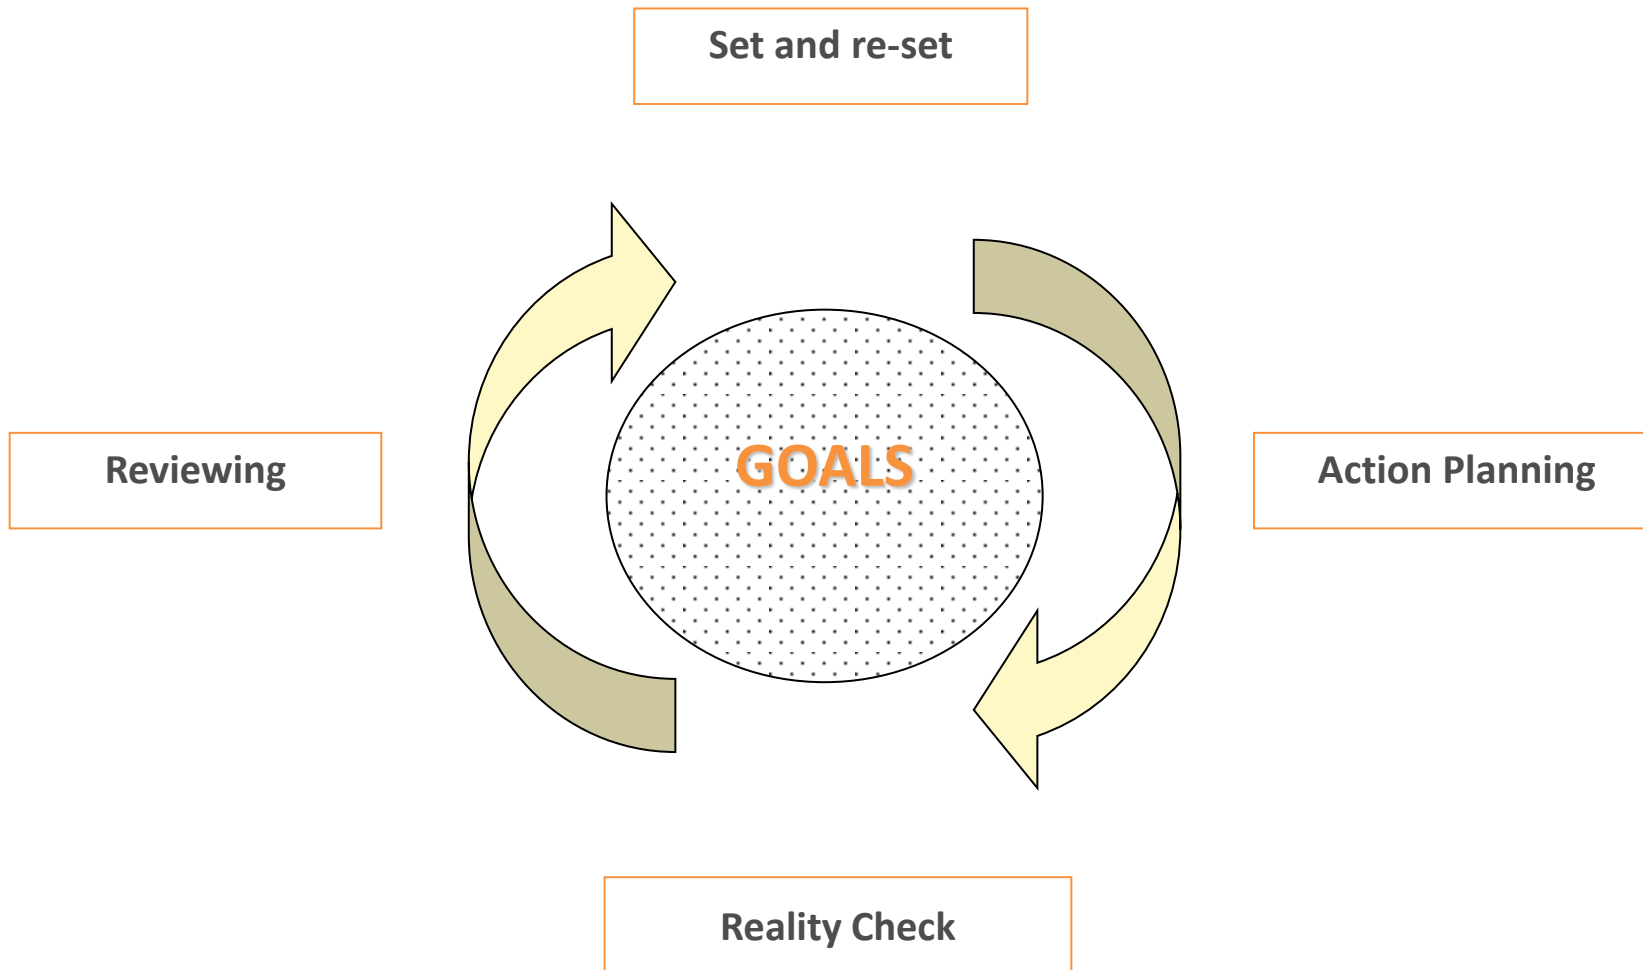 Set and re-set
Reviewing
GOALS
Action Planning
Reality Check